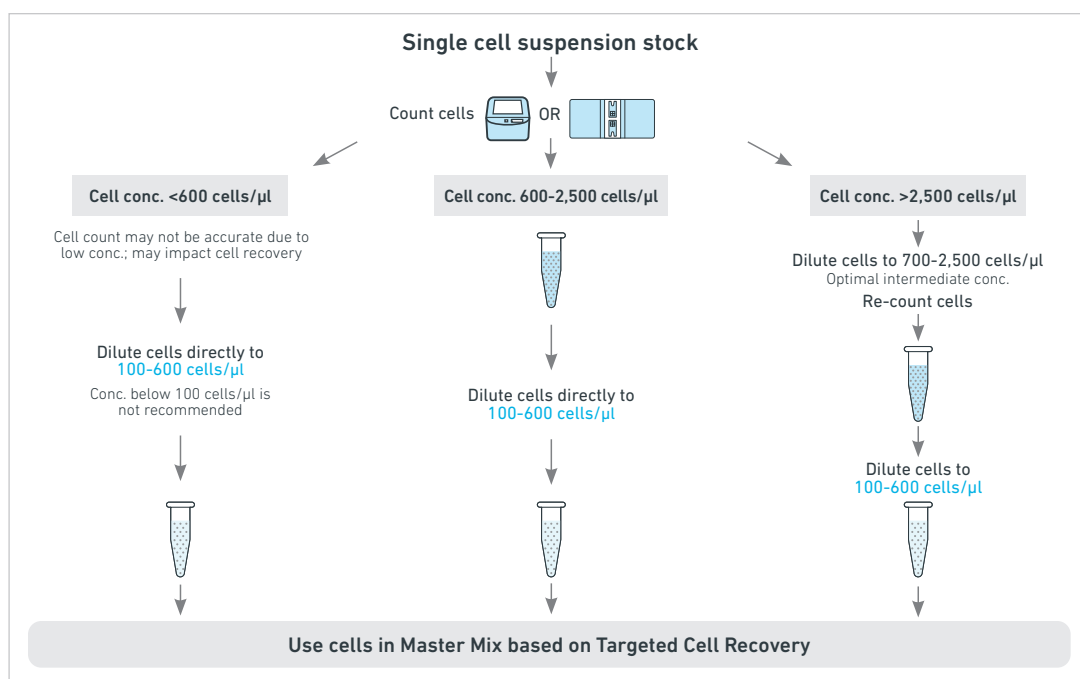 Single cell suspension stock
Count cells
OR
Cell conc. <600 cells/µl
Cell count may not be accurate due to
low conc.; may impact cell recovery
Dilute cells directly to
100-600 cells/µl
Conc. below 100 cells/µl is
not recommended
Cell conc. 600-2,500 cells/µl
Dilute cells directly to
100-600 cells/µl
Cell conc. >2,500 cells/µl
Dilute cells to 700-2,500 cells/µl
Optimal intermediate conc.
Re-count cells
Dilute cells to
100-600 cells/µl
Use cells in Master Mix based on Targeted Cell Recovery